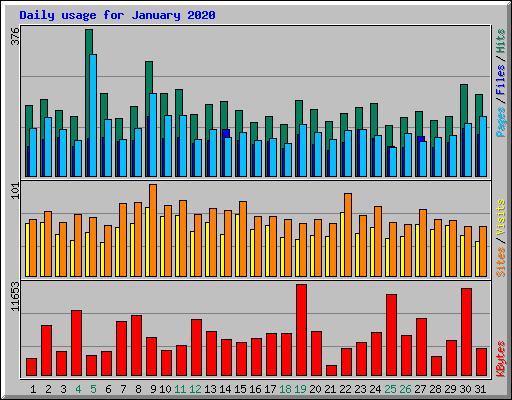 Daily usage for January 2020
376
Pages / Files / Hits
101
Sites / Visits
11653
KBytes
1 2 3 4 5 6 7 8 9 10 11 12 13 14 15 16 17 18 19 20 21 22 23 24 25 26 27 28 29 30 31